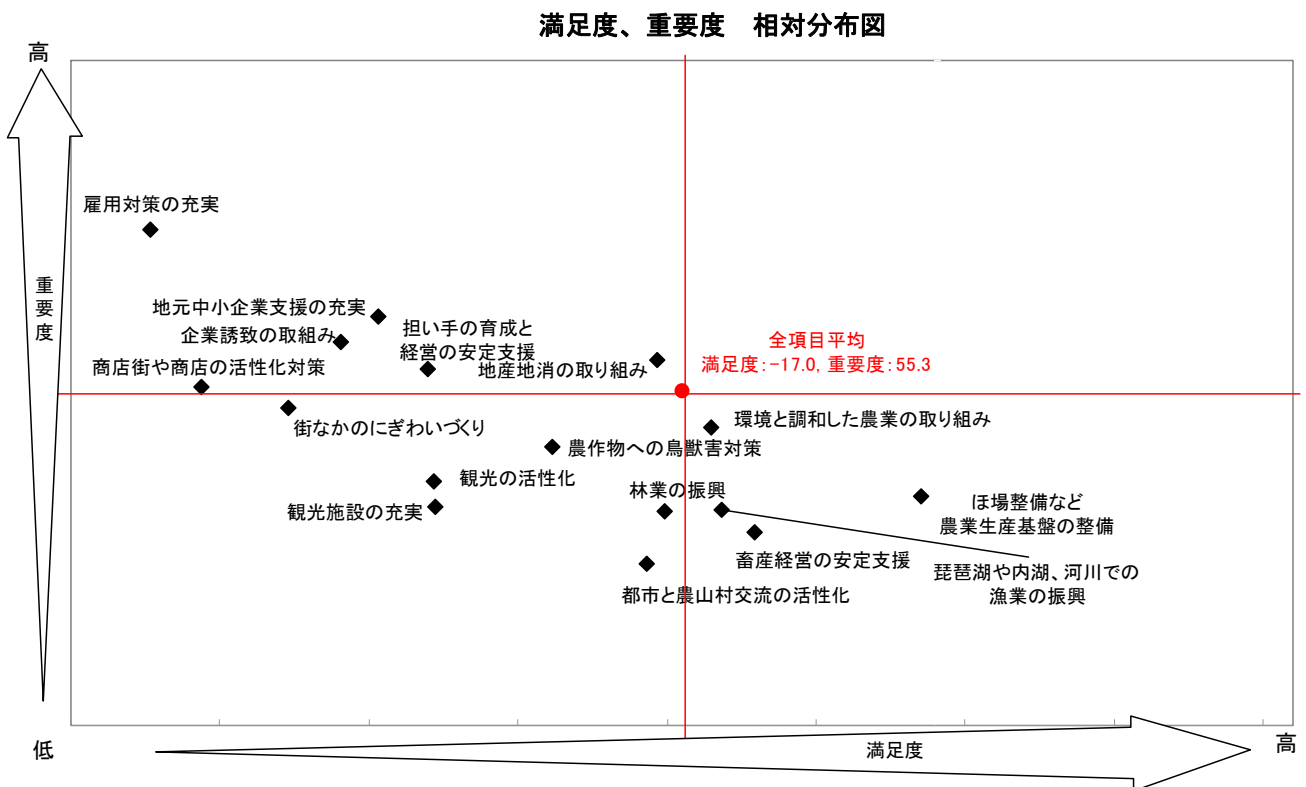 満足度、重要度　相対分布図
高
重要度
雇用対策の充実
地元中小企業支援の充実
企業誘致の取組み
担い手の育成と
経営の安定支援
商店街や商店の活性化対策
地産地消の取り組み
全項目平均
満足度:-17.0, 重要度:55.3
街なかのにぎわいづくり
環境と調和した農業の取り組み
農作物への鳥獣害対策
観光の活性化
観光施設の充実
林業の振興
ほ場整備など
農業生産基盤の整備
畜産経営の安定支援
琵琶湖や内湖、河川での
漁業の振興
都市と農山村交流の活性化
低
満足度
高